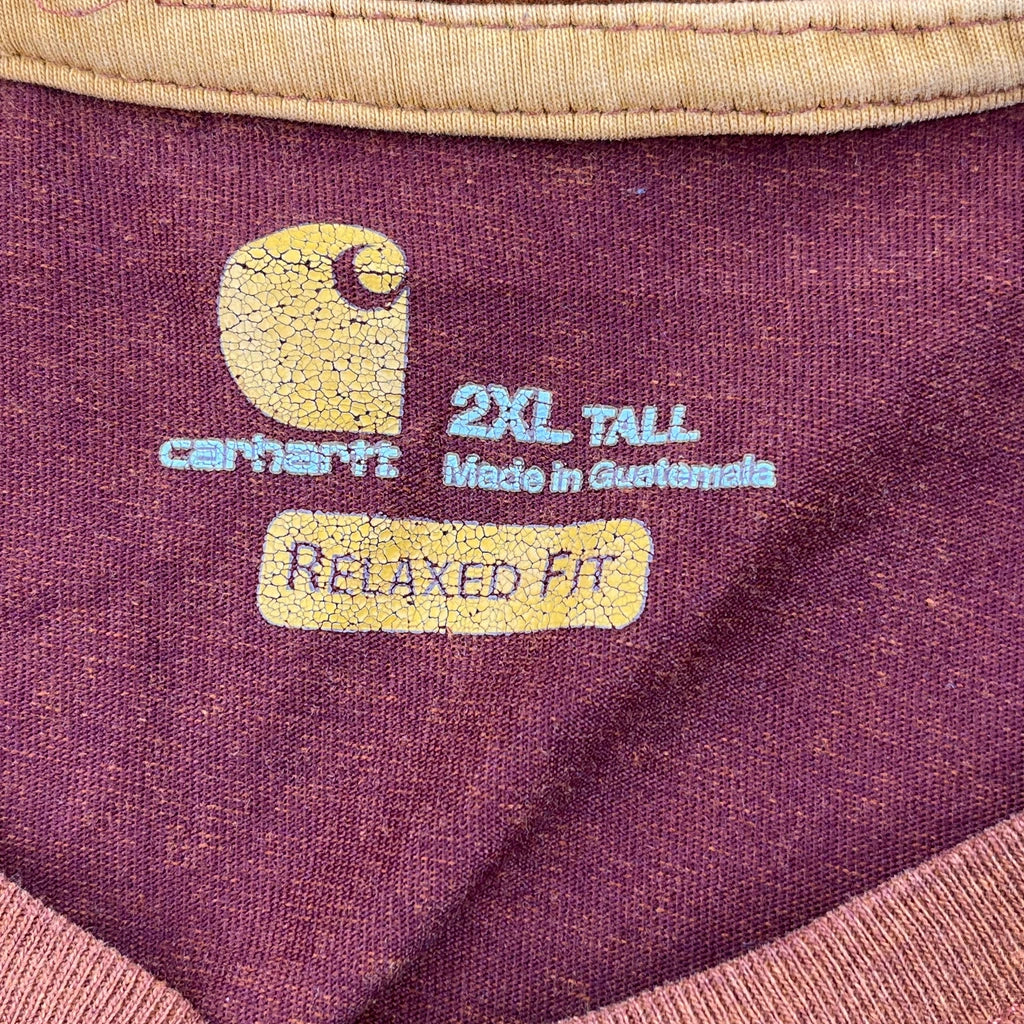 2XL TALL
carhartt
Made in Guatemala
RELAXED FIT